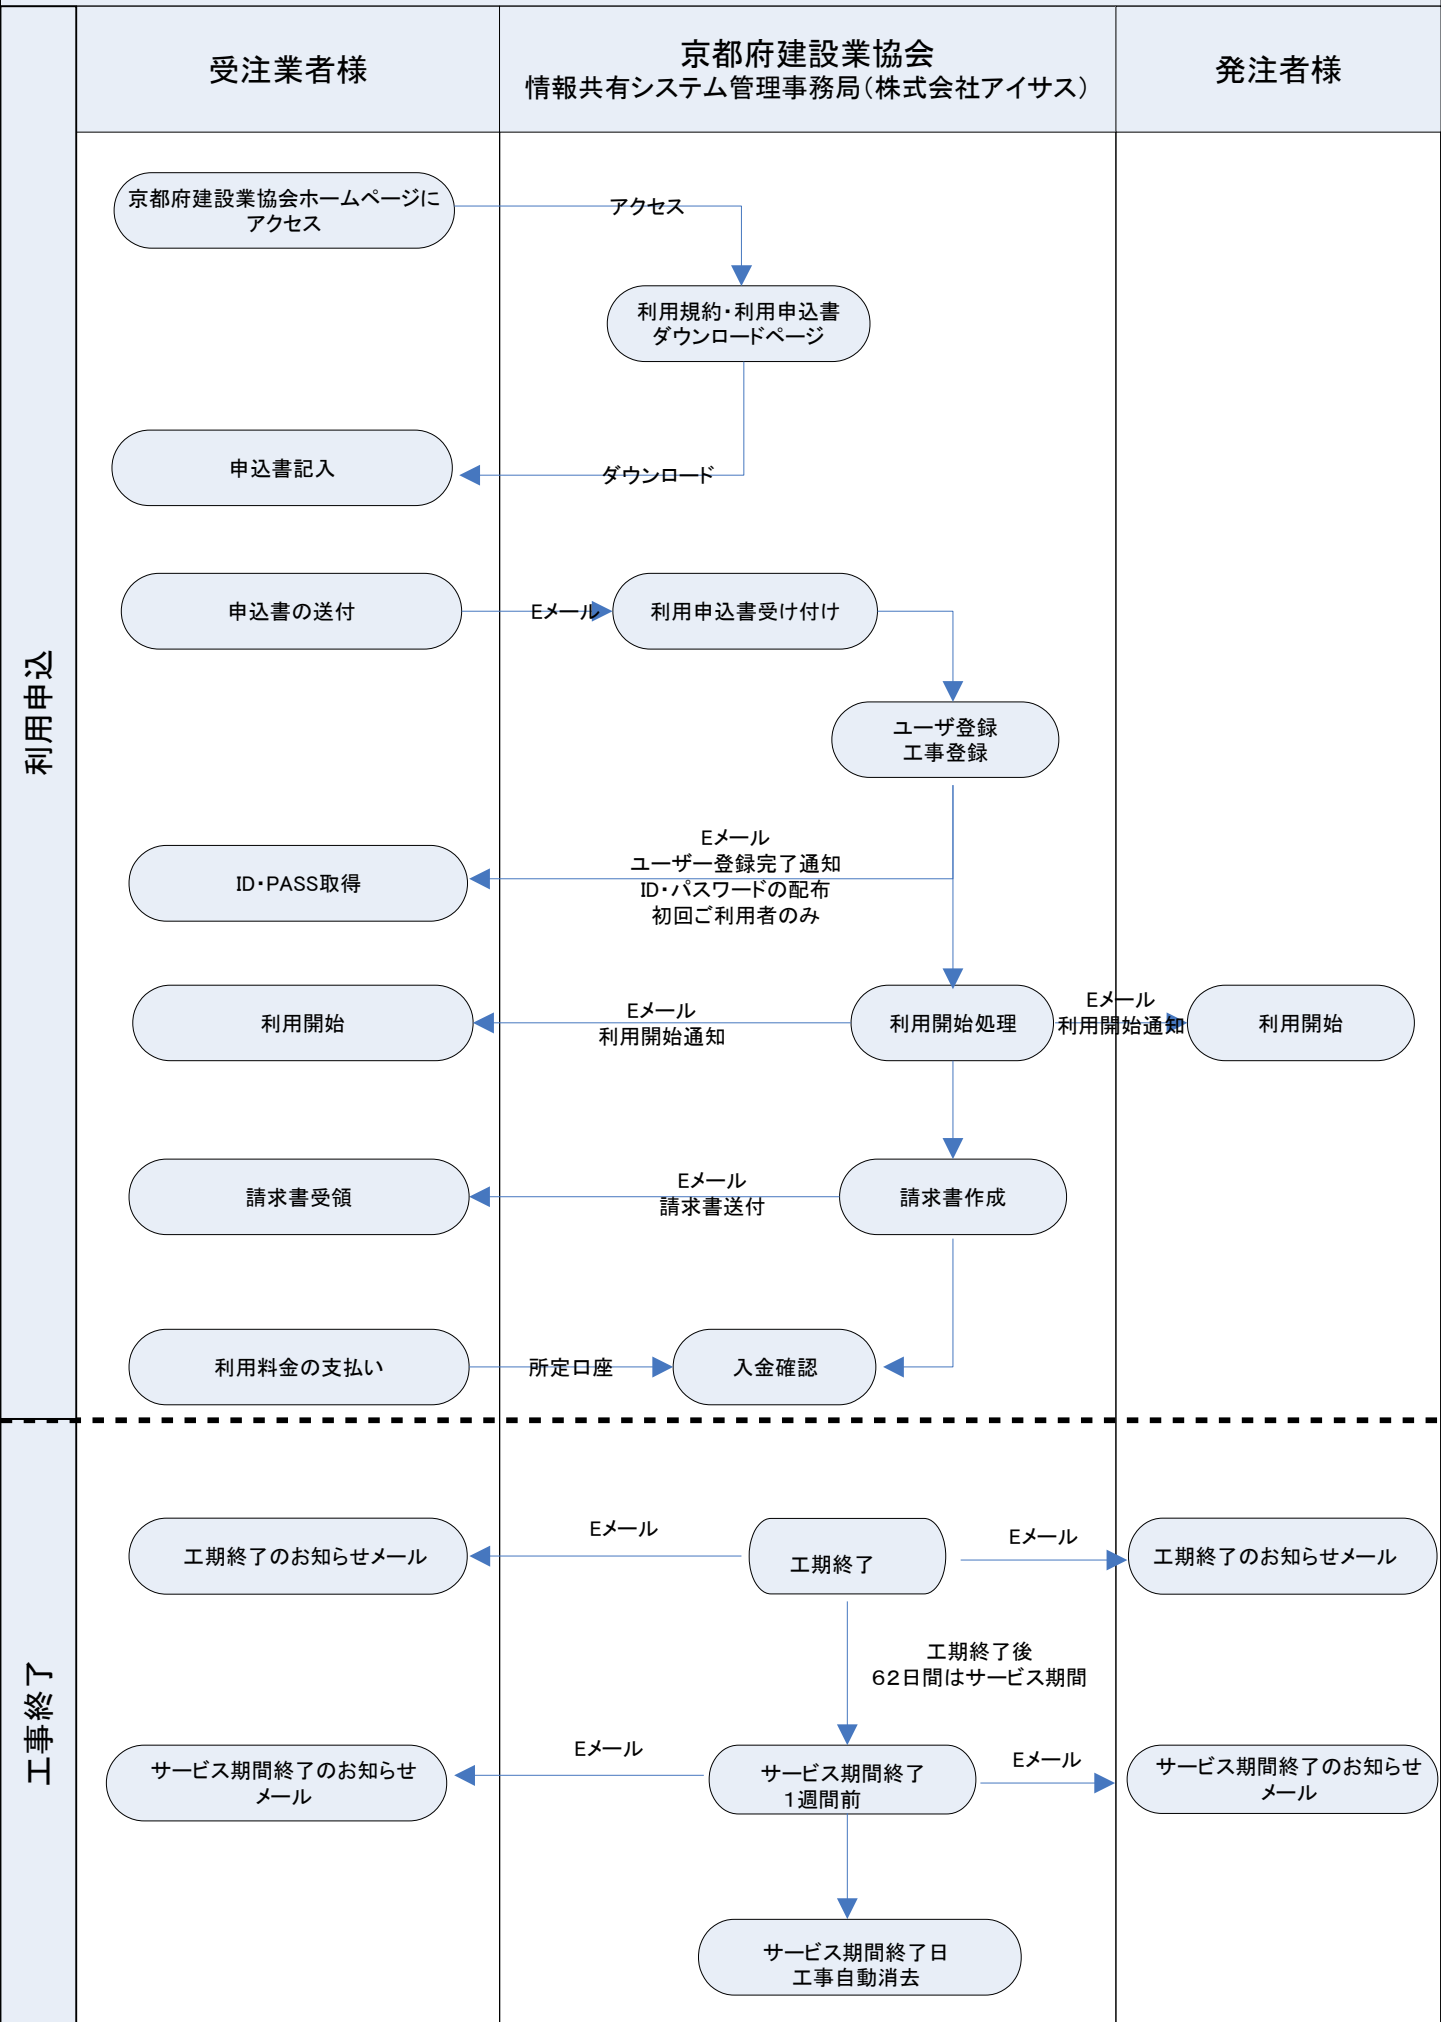 受注業者様
京都府建設業協会
情報共有システム管理事務局(株式会社アイサス)
発注者様
利用申込
京都府建設業協会ホームページに
アクセス
アクセス
利用規約・利用申込書
ダウンロードページ
申込書記入
ダウンロード
申込書の送付
Eメール
利用申込書受け付け
ユーザ登録
工事登録
Eメール
ユーザー登録完了通知
ID・パスワードの配布
初回ご利用者のみ
ID・PASS取得
利用開始
Eメール
利用開始通知
利用開始処理
Eメール
利用開始通知
利用開始
請求書受領
Eメール
請求書送付
請求書作成
利用料金の支払い
所定口座
入金確認
工事終了
工期終了のお知らせメール
Eメール
工期終了
Eメール
工期終了のお知らせメール
工期終了後
62日間はサービス期間
サービス期間終了のお知らせ
メール
Eメール
サービス期間終了
1週間前
Eメール
サービス期間終了のお知らせ
メール
サービス期間終了日
工事自動消去